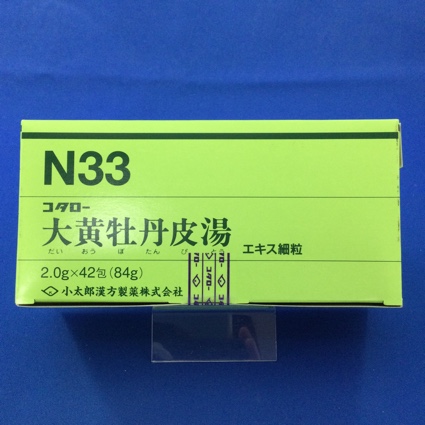 N33
コタロー
大黄牡丹皮湯 エキス細粒
だいおうぼたんぴとう
2.0g×42包(84g)
小太郎漢方製薬株式会社